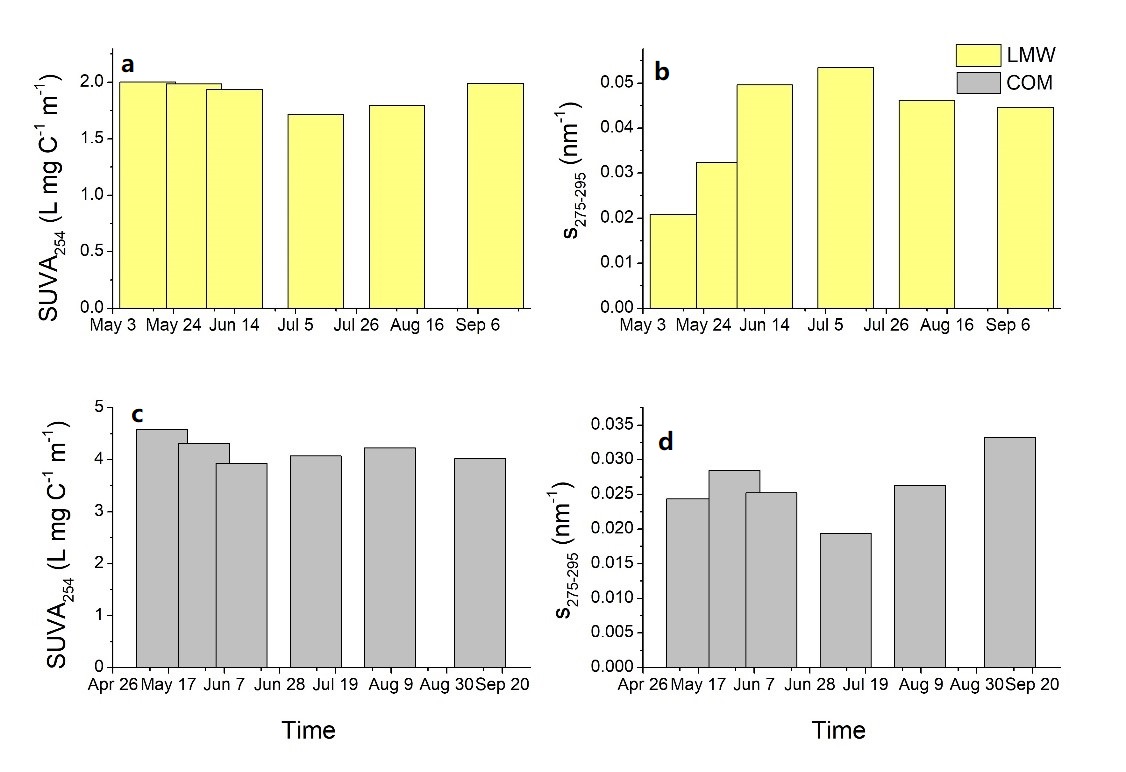 a
SUVA254 (L mg C-1 m-1)
2.0
1.5
1.0
0.5
0.0
May 3 May 24 Jun 14 Jul 5 Jul 26 Aug 16 Sep 6
b
LMW
COM
s275-295 (nm-1)
0.05
0.04
0.03
0.02
0.01
0.00
May 3 May 24 Jun 14 Jul 5 Jul 26 Aug 16 Sep 6
c
SUVA254 (L mg C-1 m-1)
5
4
3
2
1
0
Apr 26 May 17 Jun 7 Jun 28 Jul 19 Aug 9 Aug 30 Sep 20
Time
d
s275-295 (nm-1)
0.035
0.030
0.025
0.020
0.015
0.010
0.005
0.000
Apr 26 May 17 Jun 7 Jun 28 Jul 19 Aug 9 Aug 30 Sep 20
Time